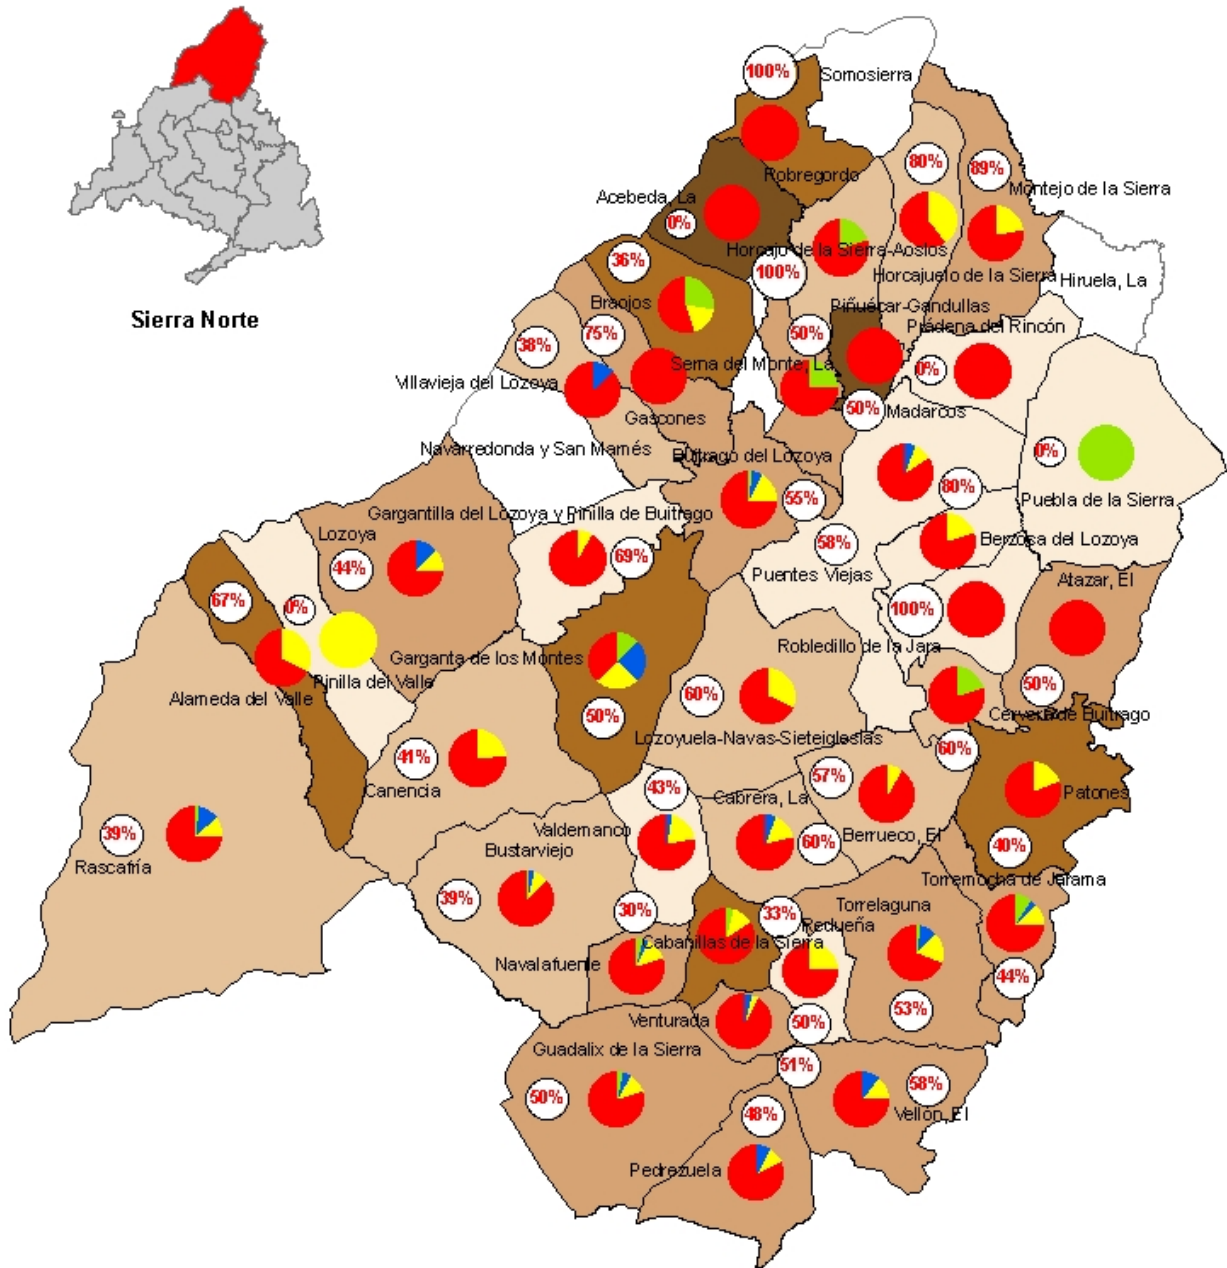 100%
Somosierra
Robregordo
80%
89%
Montejo de la Sierra
Acebeda, La
0%
Horcajo de la Sierra-Aoslos
36%
100%
Horcajuelo de la Sierra
Hiruela, La
Braojos
Piñuécar-Gandullas
Sierra Norte
Prádena del Rincón
38%
75%
50%
Serna del Monte, La
0%
Villavieja del Lozoya
Gascones
50%
Madarcos
Navarredonda y San Mamés
Buitrago del Lozoya
0%
80%
Puebla de la Sierra
55%
Gargantilla del Lozoya y Pinilla de Buitrago
Lozoya
58%
Berzosa del Lozoya
69%
44%
Puentes Viejas
Atazar, El
67%
0%
100%
Robledillo de la Jara
Garganta de los Montes
Pinilla del Valle
Alameda del Valle
60%
50%
50%
Cervera de Buitrago
Lozoyuela-Navas-Sieteiglesias
60%
41%
57%
Canencia
43%
Cabrera, La
Patones
39%
Valdemanco
60%
Berrueco, El
40%
Rascafría
Bustarviejo
Torremocha de Jarama
39%
30%
33%
Torrelaguna
Redueña
Cabanillas de la Sierra
Navalafuente
44%
53%
Venturada
50%
Guadalix de la Sierra
51%
58%
50%
48%
Vellón, El
Pedrezuela